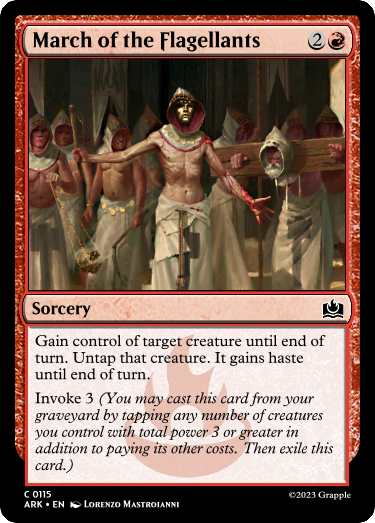 March of the Flagellants 2
Sorcery
Gain control of target creature until end of
turn. Untap that creature. It gains haste
until end of turn.
Invoke 3 (You may cast this card from your
graveyard by tapping any number of creatures
you control with total power 3 or greater in
addition to paying its other costs. Then exile this
card.)
C 0115
ARK • EN Lorenzo Mastroianni
©2023 Grapple